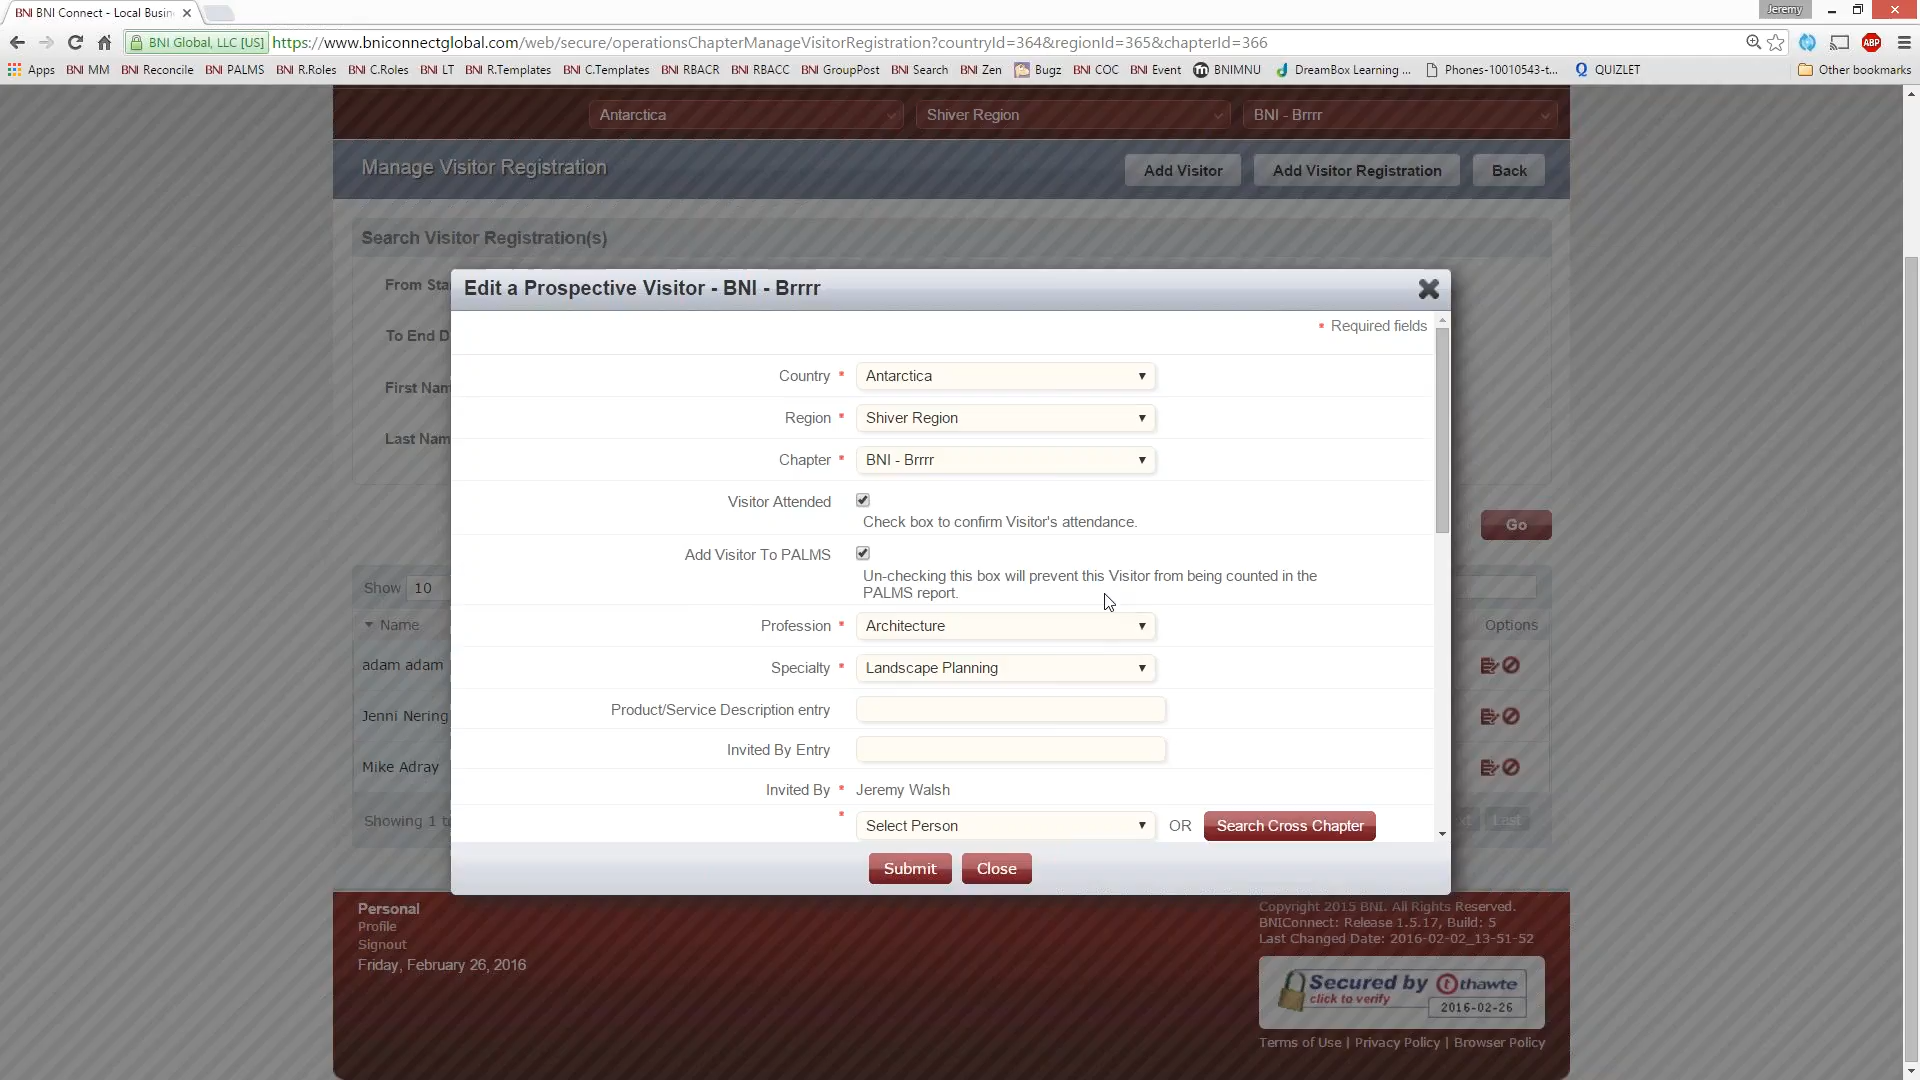 BNI BNI Connect - Local Busin
Jeremy
BNI Global, LLC [US] https://www.bniconnectglobal.com/web/secure/operationsChapterManageVisitorRegistration?countryId=364&regionId=365&chapterId=366
ABP
Apps BNI MM BNI Reconcile BNI PALMS BNI R.Roles BNI C.Roles BNI LT BNI R.Templates BNI C.Templates BNI RBACR BNI RBACC BNI GroupPost BNI Search BNI Zen Bugz BNI COC BNI Event BNIMNU DreamBox Learning ... Phones-10010543-t... QUIZLET Other bookmarks
Antarctica Shiver Region BNI - Brrrr
Manage Visitor Registration Add Visitor Add Visitor Registration Back
Search Visitor Registration(s)
From Sta
To End D
First Nam
Last Nam
Go
Show 10
Name Options
adam adam
Jenni Nering
Mike Adray
Showing 1 t
Last
Edit a Prospective Visitor - BNI - Brrrr
* Required fields
Country * Antarctica
Region * Shiver Region
Chapter * BNI - Brrrr
Visitor Attended
Check box to confirm Visitor's attendance.
Add Visitor To PALMS
Un-checking this box will prevent this Visitor from being counted in the
PALMS report.
Profession * Architecture
Specialty * Landscape Planning
Product/Service Description entry
Invited By Entry
Invited By * Jeremy Walsh
* Select Person OR Search Cross Chapter
Submit Close
Personal
Profile
Signout
Friday, February 26, 2016
Copyright 2015 BNI. All Rights Reserved.
BNIConnect: Release 1.5.17, Build: 5
Last Changed Date: 2016-02-02_13-51-52
Secured by thawte
click to verify
2016-02-26
Terms of Use | Privacy Policy | Browser Policy